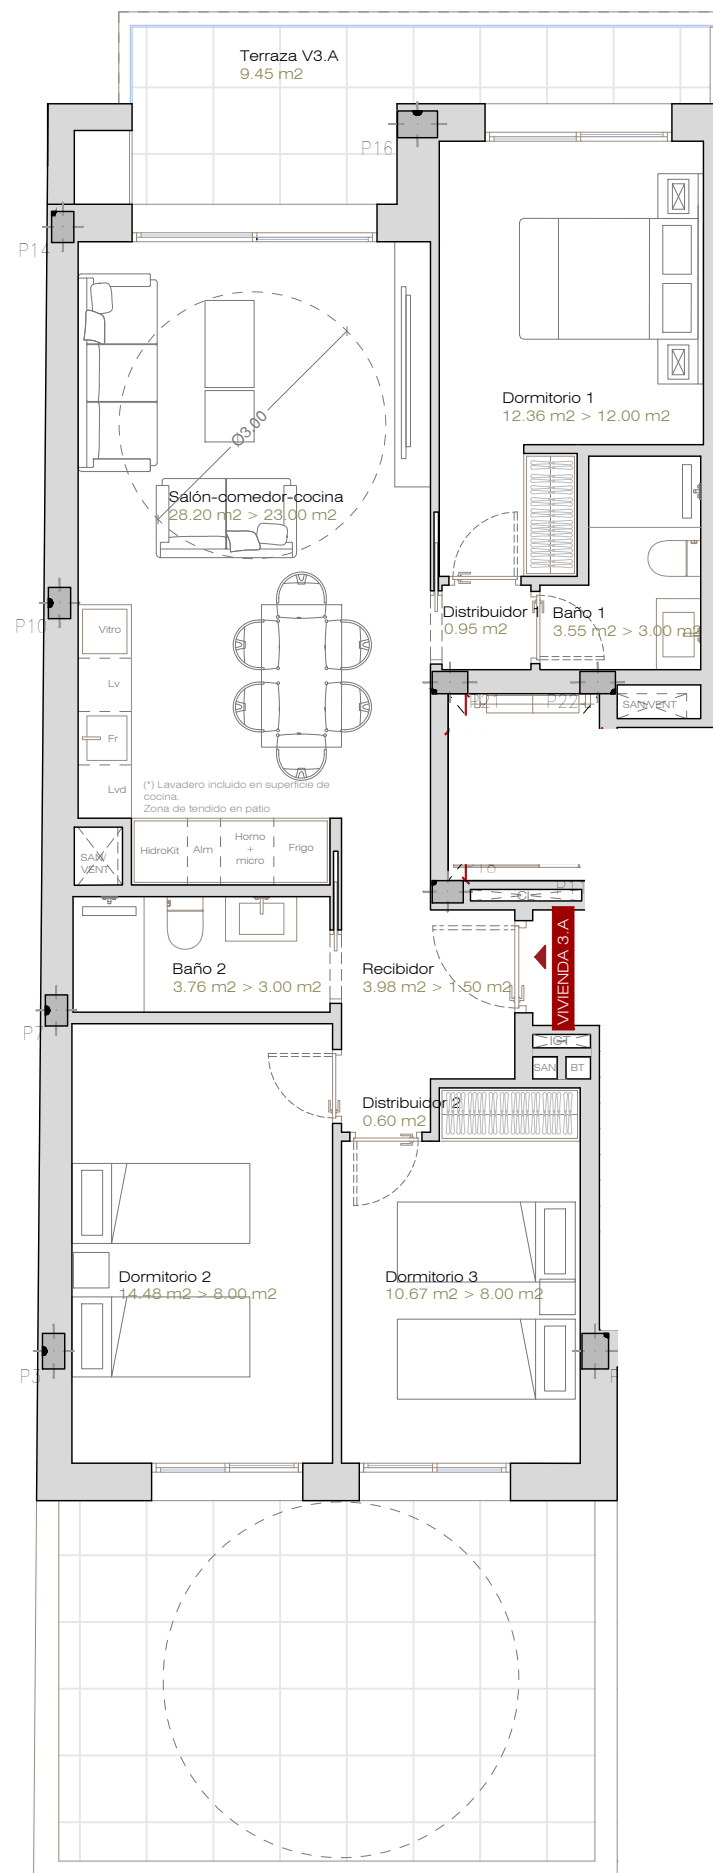 Terraza V3.A
9.45 m2
P16
P14
Dormitorio 1
12.36 m2 > 12.00 m2
Ø3.00
Salón-comedor-cocina
28.20 m2 > 23.00 m2
P10
Vitro
Distribuidor 1
0.95 m2
Baño 1
3.55 m2 > 3.00 m2
Lv
P21
P22
SAN/VENT
Fr
Lvd
(*) Lavadero incluido en superficie de
cocina.
Zona de tendido en patio
SAN/
VENT
HidroKit
Alm
Horno
+
micro
Frigo
CL
VIVIENDA 3.A
Baño 2
3.76 m2 > 3.00 m2
Recibidor
3.98 m2 > 1.50 m2
P7
ICT
SAN
BT
Distribuidor 2
0.60 m2
Dormitorio 2
14.48 m2 > 8.00 m2
Dormitorio 3
10.67 m2 > 8.00 m2
P3